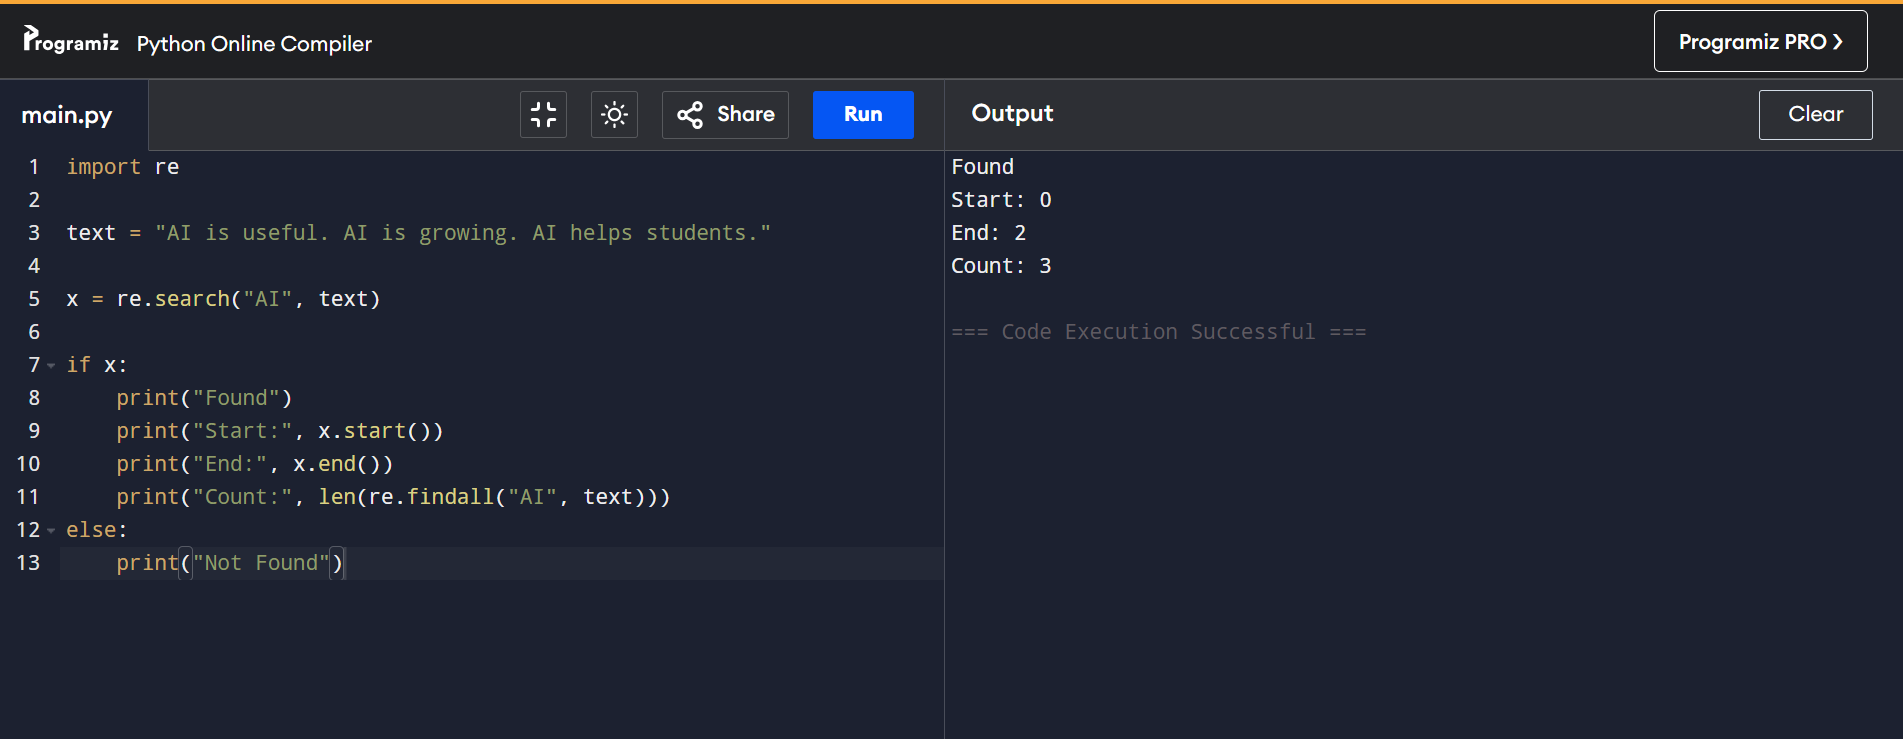 Programiz Python Online Compiler
Programiz PRO ❯
main.py
Share
Run
Output
Clear
1 import re
2
3 text = "AI is useful. AI is growing. AI helps students."
4
5 x = re.search("AI", text)
6
7 if x:
8     print("Found")
9     print("Start:", x.start())
10     print("End:", x.end())
11     print("Count:", len(re.findall("AI", text)))
12 else:
13     print("Not Found")
Found
Start: 0
End: 2
Count: 3
=== Code Execution Successful ===